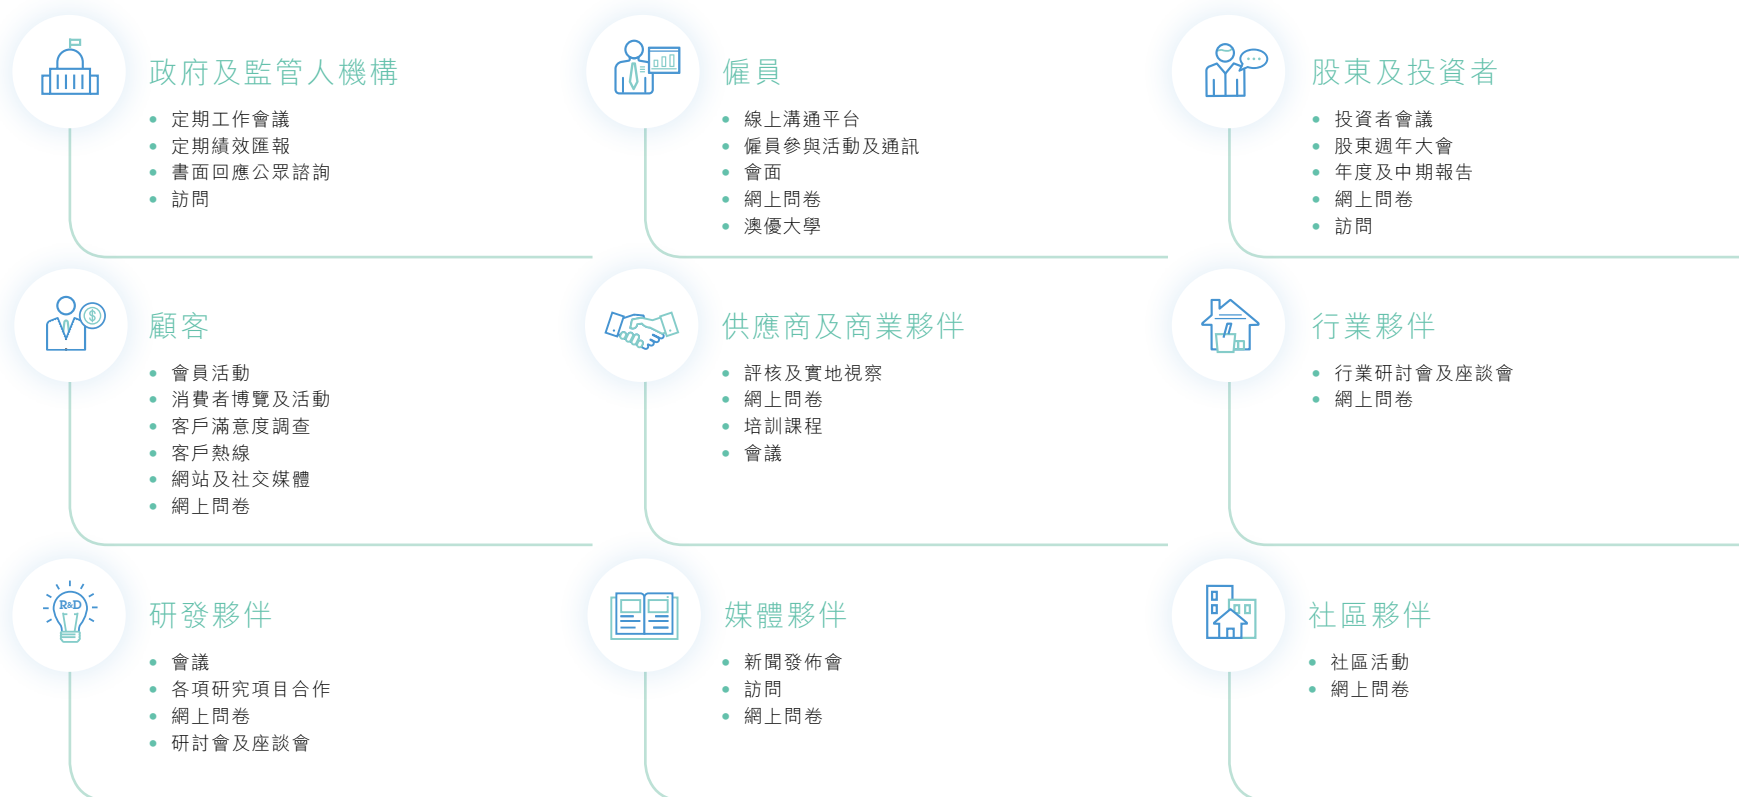 政府及監管人機構
定期工作會議
定期績效匯報
書面回應公眾諮詢
訪問
僱員
線上溝通平台
僱員參與活動及通訊
會面
網上問卷
澳優大學
股東及投資者
投資者會議
股東週年大會
年度及中期報告
網上問卷
訪問
顧客
會員活動
消費者博覽及活動
客戶滿意度調查
客戶熱線
網站及社交媒體
網上問卷
供應商及商業夥伴
評核及實地視察
網上問卷
培訓課程
會議
行業夥伴
行業研討會及座談會
網上問卷
R&D
研發夥伴
會議
各項研究項目合作
網上問卷
研討會及座談會
媒體夥伴
新聞發佈會
訪問
網上問卷
社區夥伴
社區活動
網上問卷